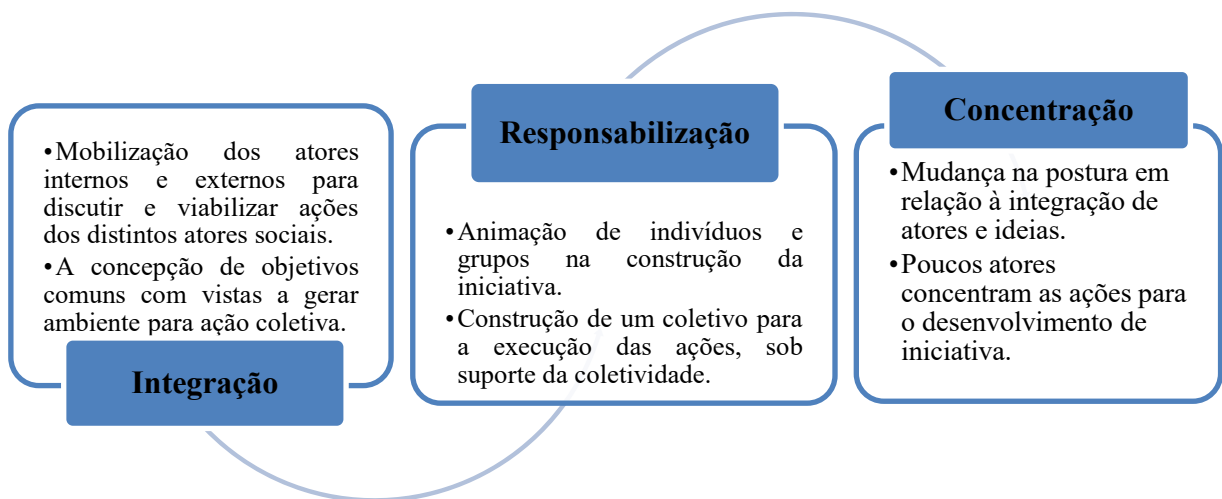 •Mobilização dos atores
internos e externos para
discutir e viabilizar ações
dos distintos atores sociais.
•A concepção de objetivos
comuns com vistas a gerar
ambiente para ação coletiva.
Integração
Responsabilização
•Animação de indivíduos e
grupos na construção da
iniciativa.
•Construção de um coletivo para
a execução das ações, sob
suporte da coletividade.
Concentração
•Mudança na postura em
relação à integração de
atores e ideias.
•Poucos atores
concentram as ações para
o desenvolvimento de
iniciativa.